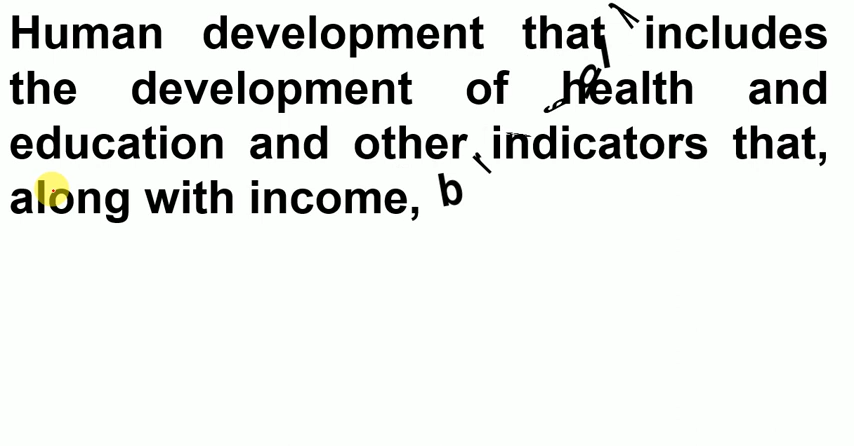 Human development that includes
the development of health and
education and other indicators that,
along with income, b